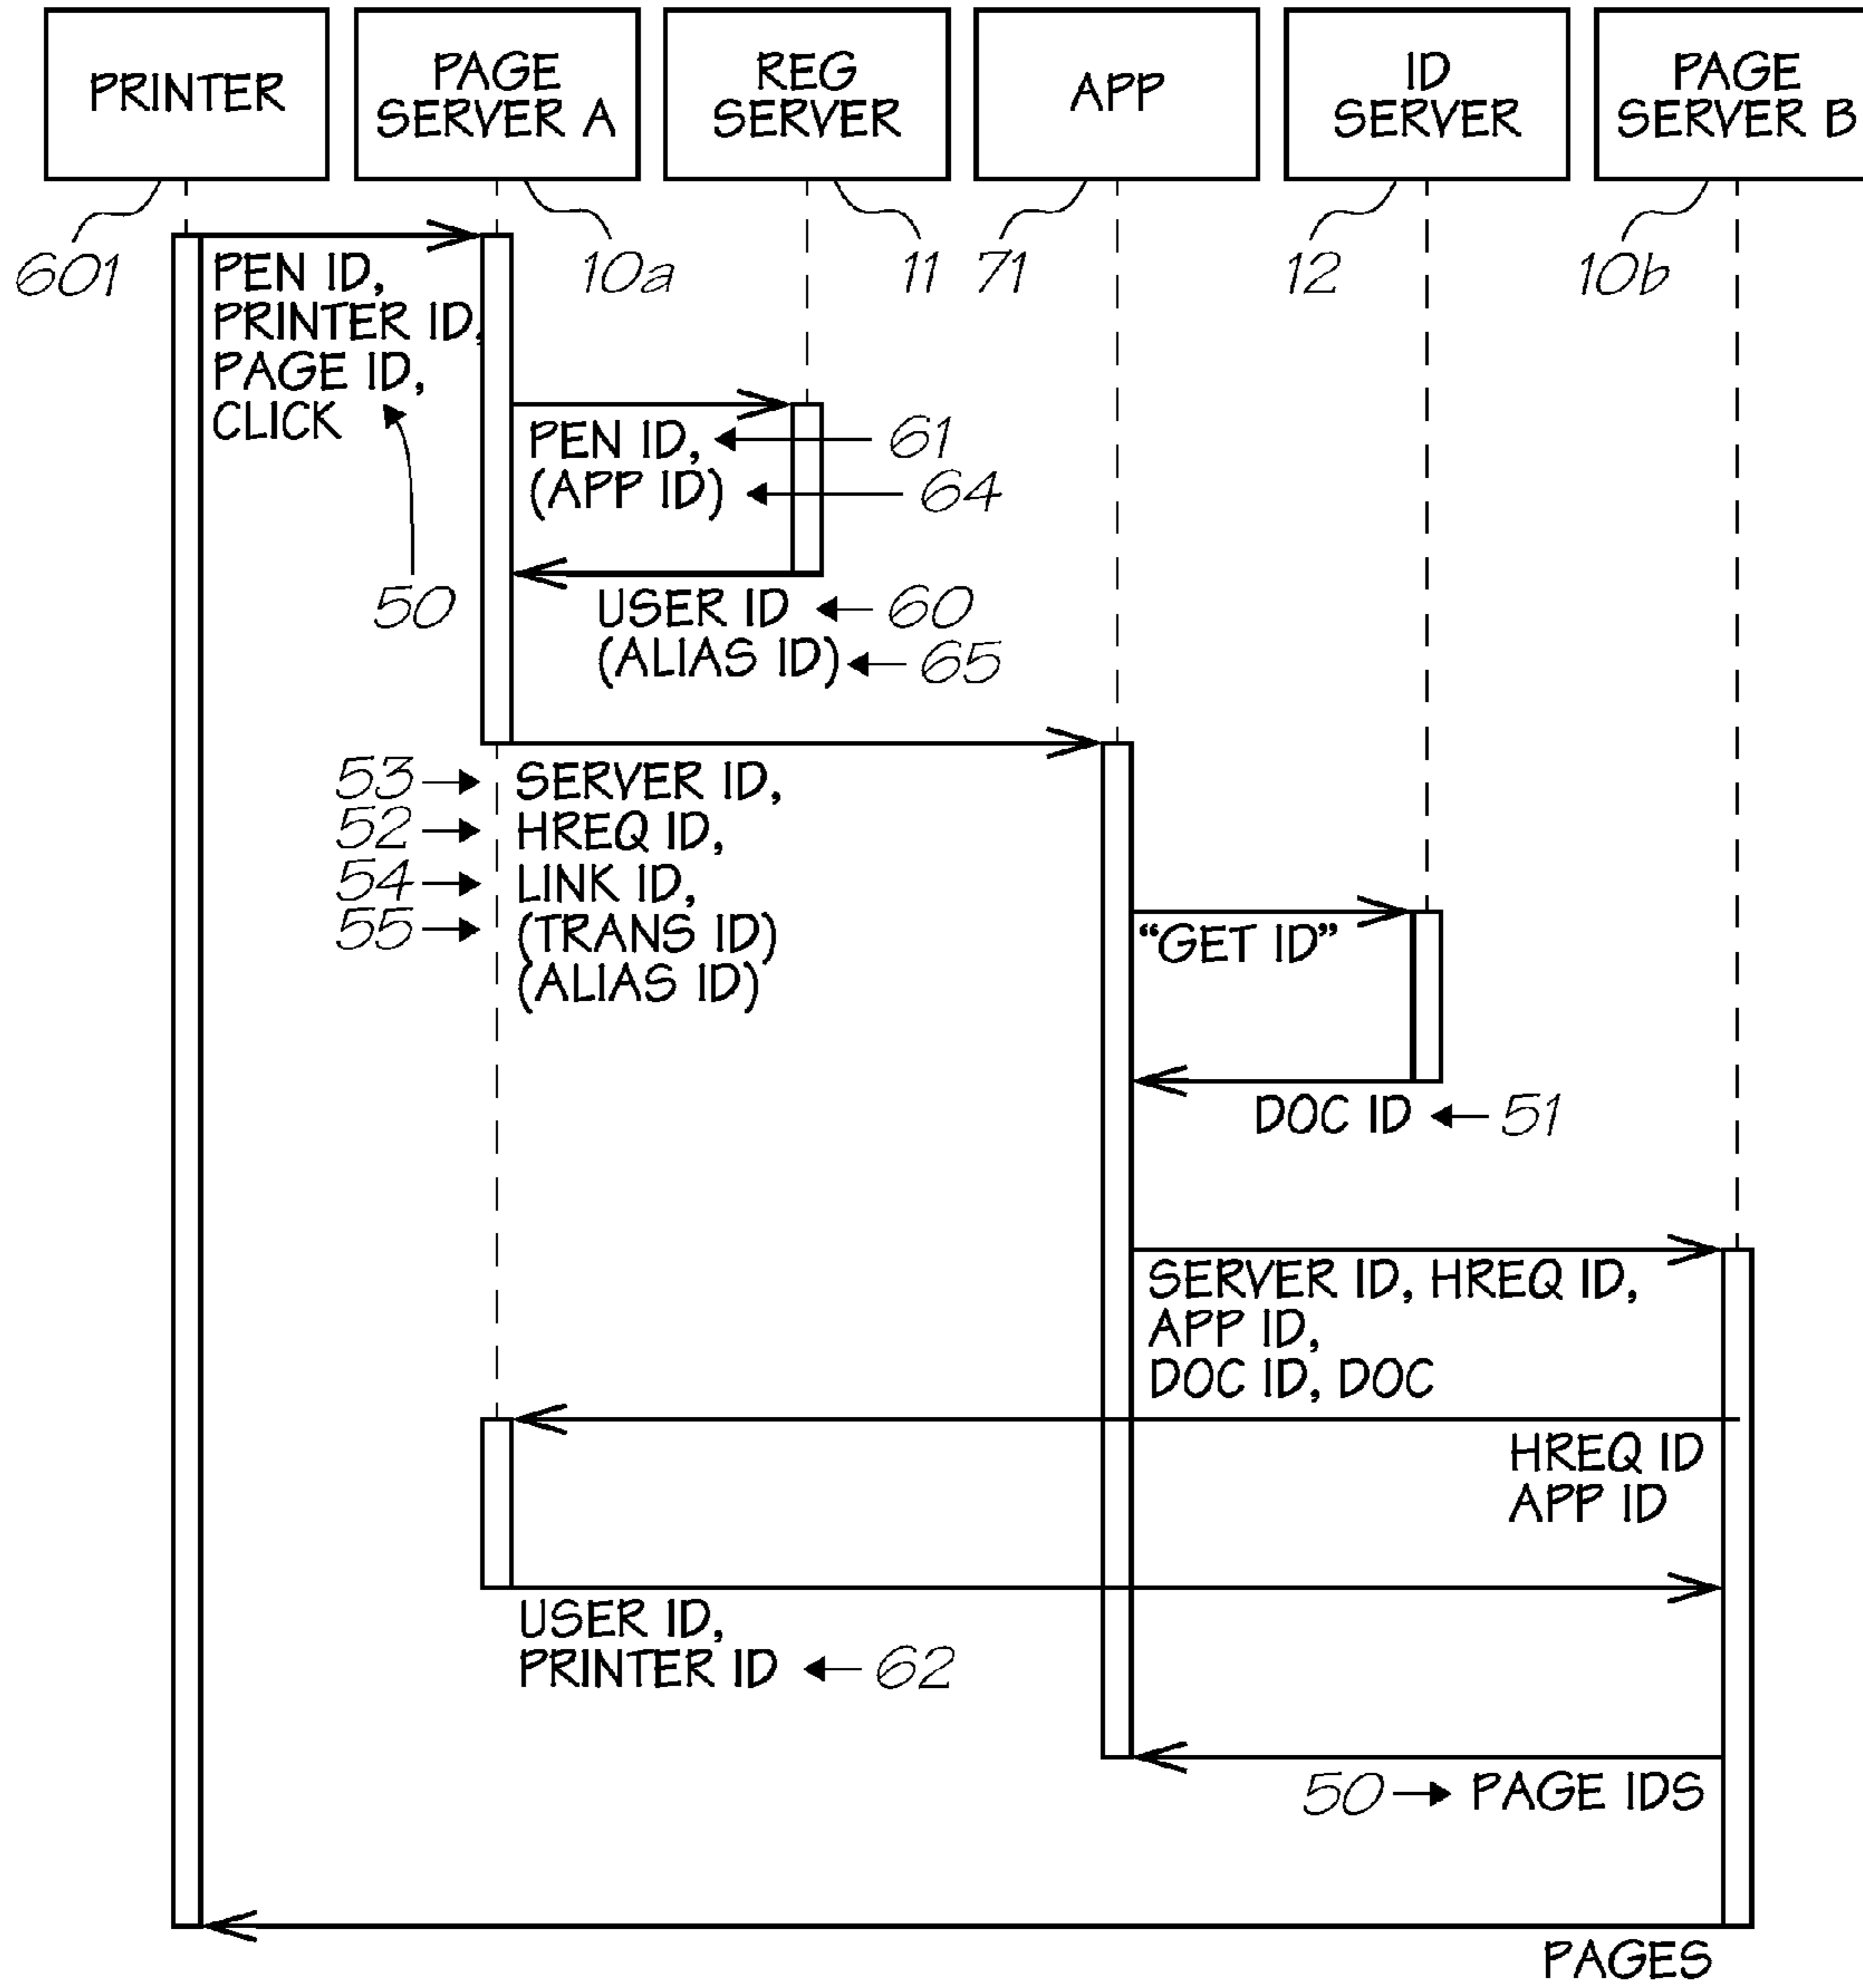 PRINTER
PAGE
SERVER A
REG
SERVER
APP
ID
SERVER
PAGE
SERVER B
601
10a
11
71
12
10b
PEN ID,
PRINTER ID,
PAGE ID,
CLICK
50
PEN ID,
61
(APP ID)
64
USER ID
60
(ALIAS ID)
65
53
SERVER ID,
52
HREQ ID,
54
LINK ID,
55
(TRANS ID)
(ALIAS ID)
“GET ID”
DOC ID
51
SERVER ID, HREQ ID,
APP ID,
DOC ID, DOC
HREQ ID
APP ID
USER ID,
PRINTER ID
62
50
PAGE IDS
PAGES